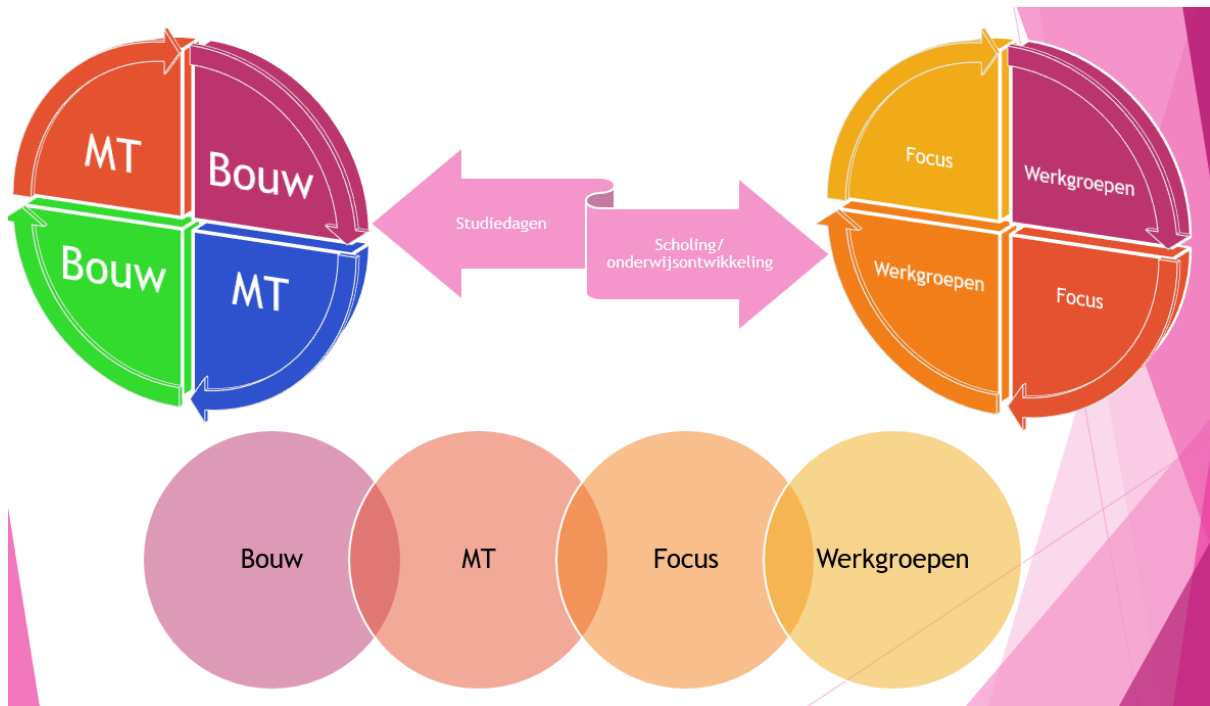 MT
Bouw
Bouw
MT
Studiedagen
Scholing/
onderwijsontwikkeling
Focus
Werkgroepen
Werkgroepen
Focus
Bouw
MT
Focus
Werkgroepen